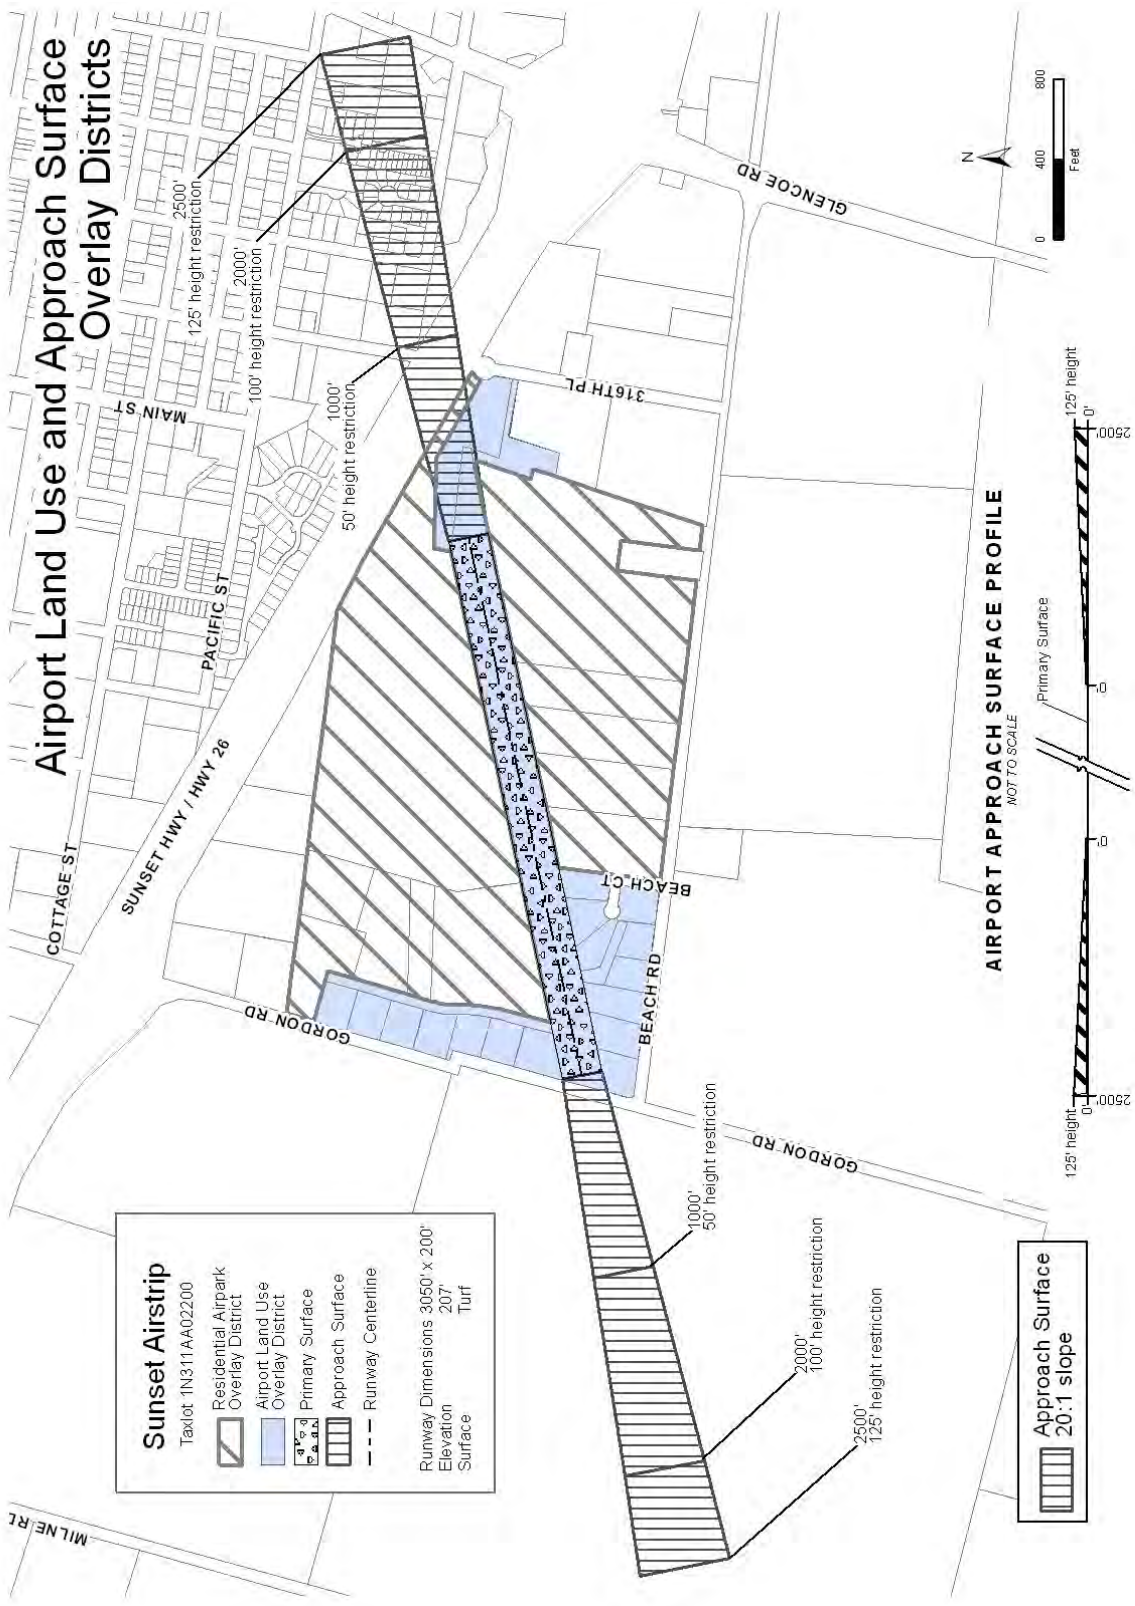 Airport Land Use and Approach Surface
Overlay Districts
Sunset Airstrip
Taxlot 1N311AA02200
Residential Airpark
Overlay District
Airport Land Use
Overlay District
Primary Surface
Approach Surface
Runway Centerline
Runway Dimensions 3050' x 200'
Elevation 207'
Surface Turf
MILNE RD
COTTAGE ST
SUNSET HWY / HWY 26
PACIFIC ST
MAIN ST
2500'
125' height restriction
2000'
100' height restriction
1000'
50' height restriction
GORDON RD
BEACH CT
BEACH RD
316TH PL
GLENCOE RD
GORDON RD
1000'
50' height restriction
2000'
100' height restriction
2500'
125' height restriction
N
0 400 800
Feet
Approach Surface
20:1 slope
AIRPORT APPROACH SURFACE PROFILE
NOT TO SCALE
Primary Surface
125' height
0'
2500'
0'
0'
125' height
0'
2500'